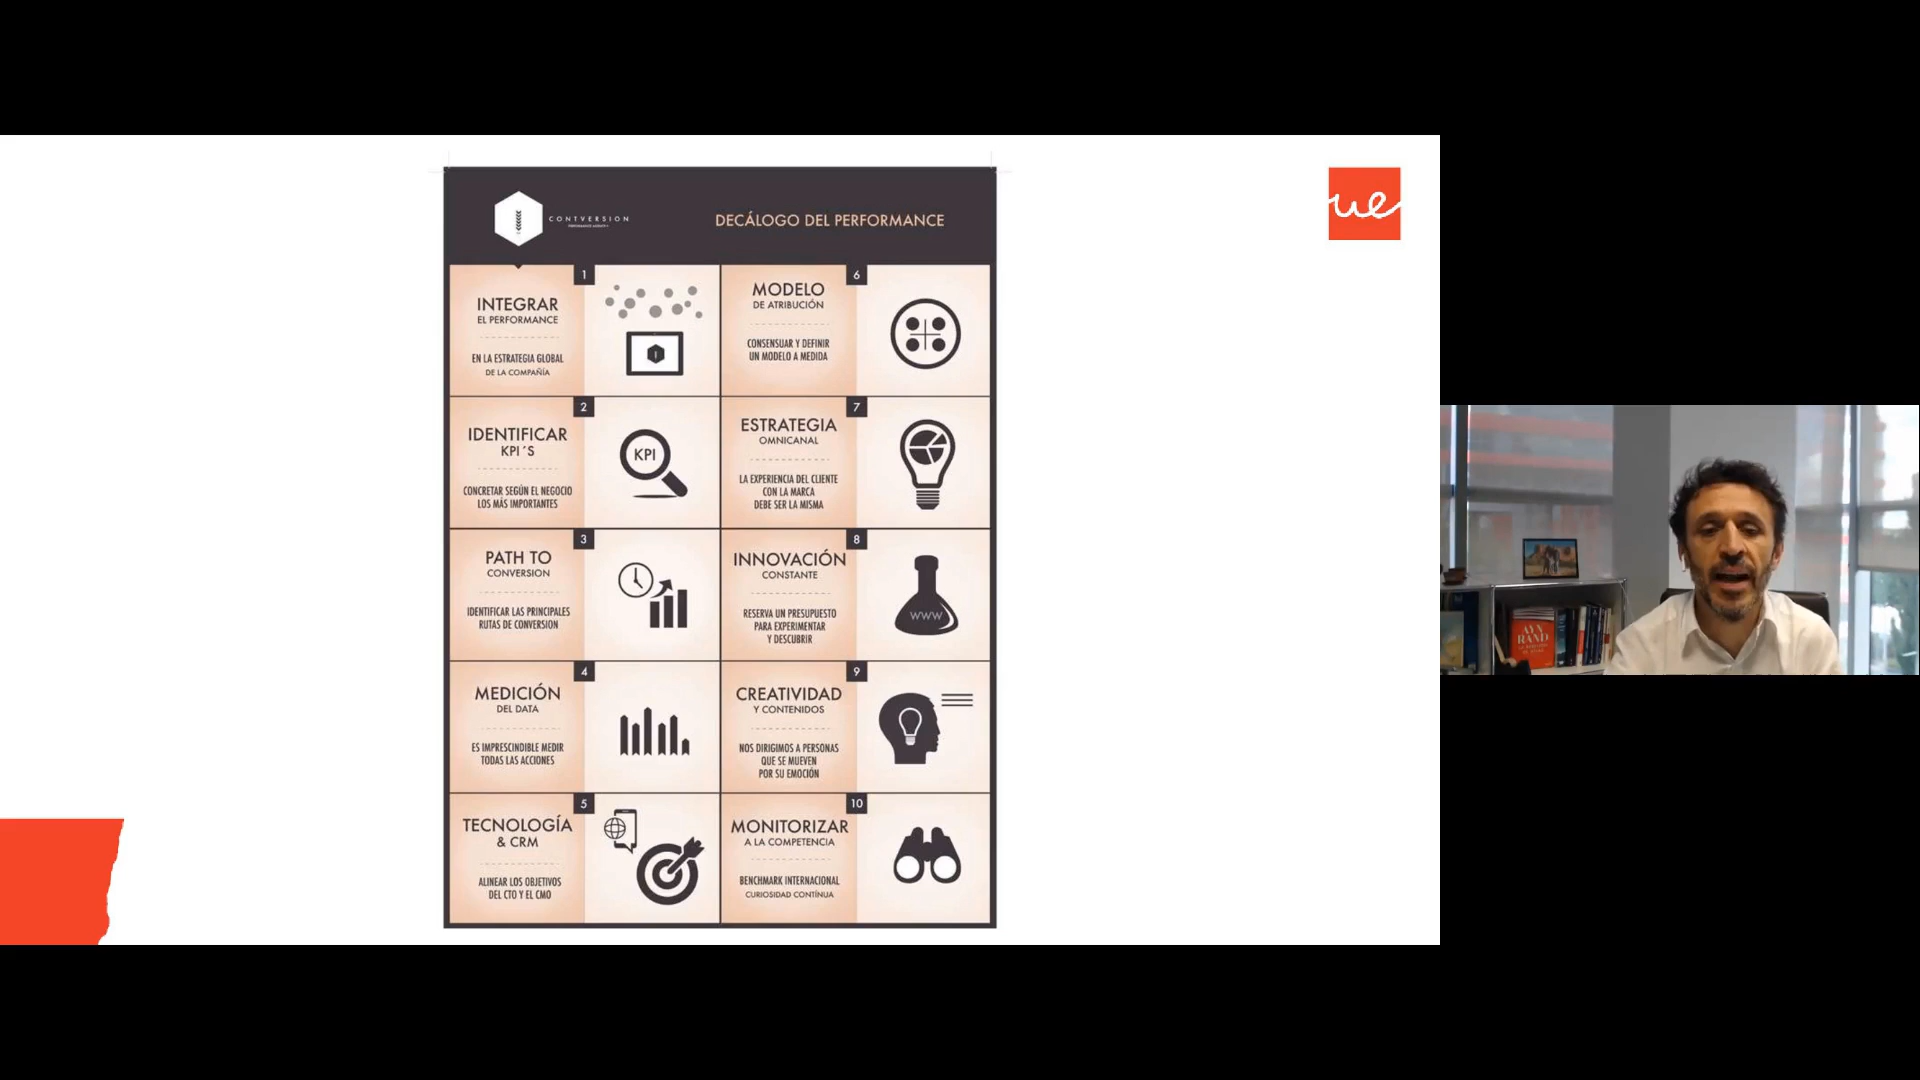 CONTVERSION
DECÁLOGO DEL PERFORMANCE
ue
1
INTEGRAR
EL PERFORMANCE
EN LA ESTRATEGIA GLOBAL
DE LA COMPAÑÍA
2
IDENTIFICAR
KPI´S
CONCRETAR SEGÚN EL NEGOCIO
LOS MÁS IMPORTANTES
KPI
3
PATH TO
CONVERSION
IDENTIFICAR LAS PRINCIPALES
RUTAS DE CONVERSION
4
MEDICIÓN
DEL DATA
ES IMPRESCINDIBLE MEDIR
TODAS LAS ACCIONES
5
TECNOLOGÍA
& CRM
ALINEAR LOS OBJETIVOS
DEL CTO Y EL CMO
6
MODELO
DE ATRIBUCIÓN
CONSENSUAR Y DEFINIR
UN MODELO A MEDIDA
7
ESTRATEGIA
OMNICANAL
LA EXPERIENCIA DEL CLIENTE
CON LA MARCA
DEBE SER LA MISMA
8
INNOVACIÓN
CONSTANTE
RESERVA UN PRESUPUESTO
PARA EXPERIMENTAR
Y DESCUBRIR
WWW
9
CREATIVIDAD
Y CONTENIDOS
NOS DIRIGIMOS A PERSONAS
QUE SE MUEVEN
POR SU EMOCIÓN
10
MONITORIZAR
A LA COMPETENCIA
BENCHMARK INTERNACIONAL
CURIOSIDAD CONTÍNUA
AYN
RAND